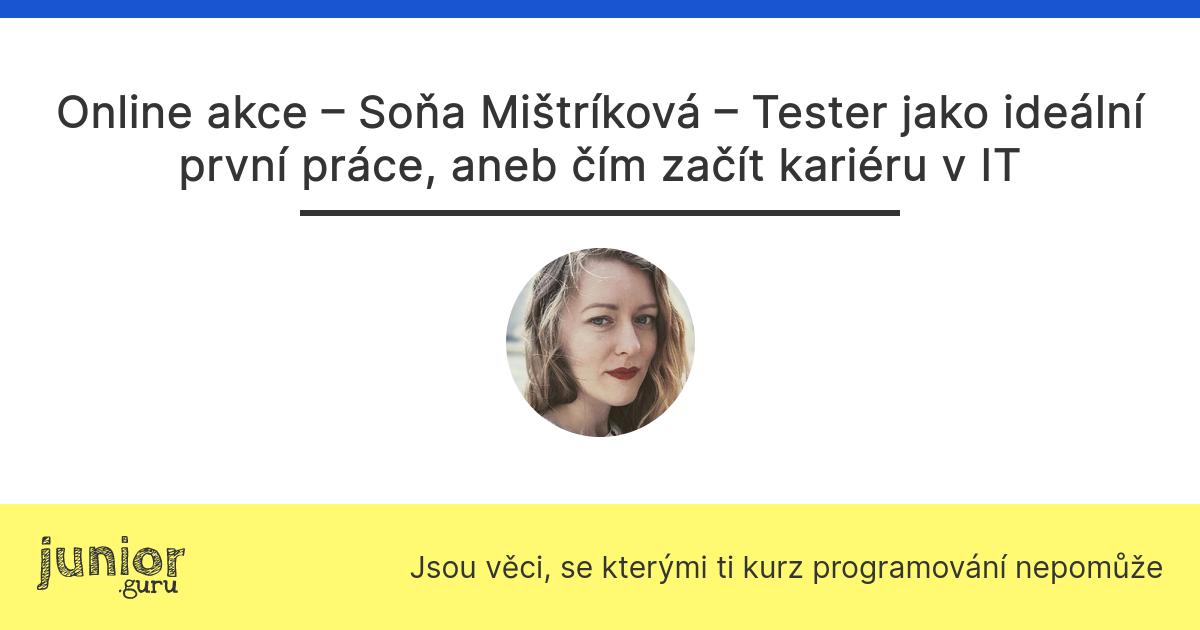 Online akce – Soňa Mištríková – Tester jako ideální
první práce, aneb čím začít kariéru v IT
junior
.guru
Jsou věci, se kterými ti kurz programování nepomůže